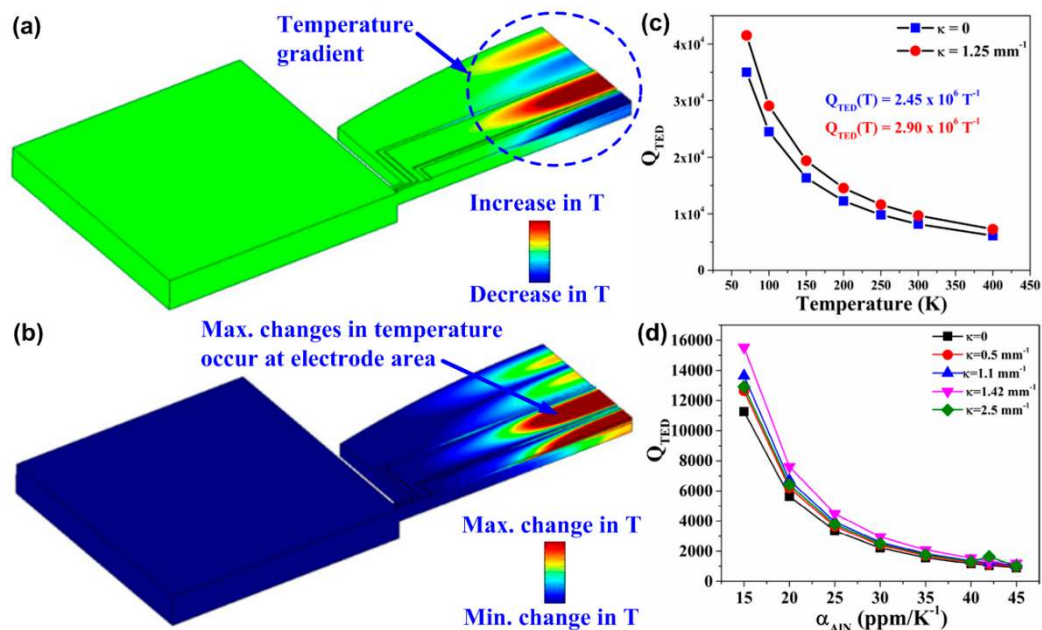 (a)
Temperature
gradient
Increase in T
Decrease in T
(b)
Max. changes in temperature
occur at electrode area
Max. change in T
Min. change in T
(c)
κ = 0
κ = 1.25 mm⁻¹
Q_TED(T) = 2.45 x 10⁶ T⁻¹
Q_TED(T) = 2.90 x 10⁶ T⁻¹
Q_TED
4x10⁴
3x10⁴
2x10⁴
1x10⁴
0
50 100 150 200 250 300 350 400 450
Temperature (K)
(d)
κ=0
κ=0.5 mm⁻¹
κ=1.1 mm⁻¹
κ=1.42 mm⁻¹
κ=2.5 mm⁻¹
Q_TED
16000
14000
12000
10000
8000
6000
4000
2000
0
15 20 25 30 35 40 45
α_AlN (ppm/K⁻¹)